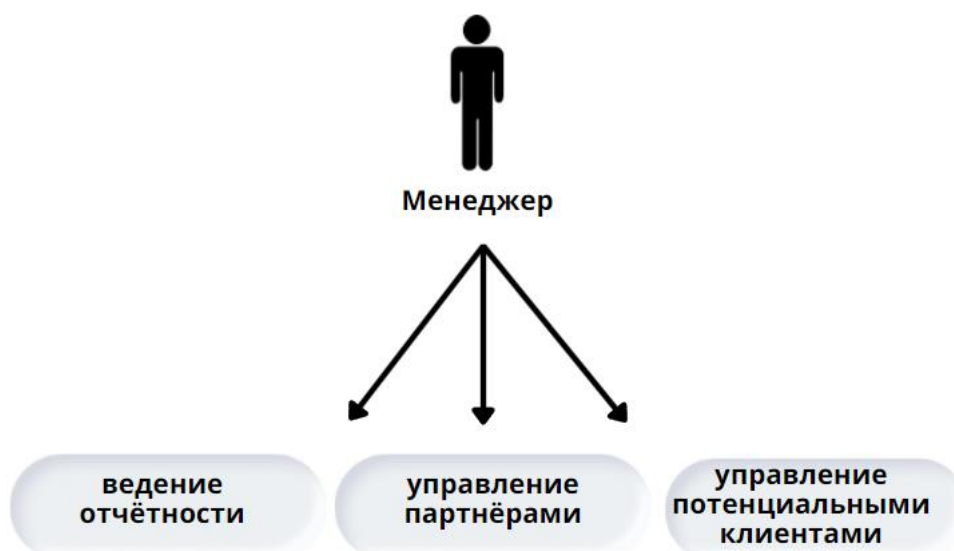 Менеджер
ведение
отчётности
управление
партнёрами
управление
потенциальными
клиентами